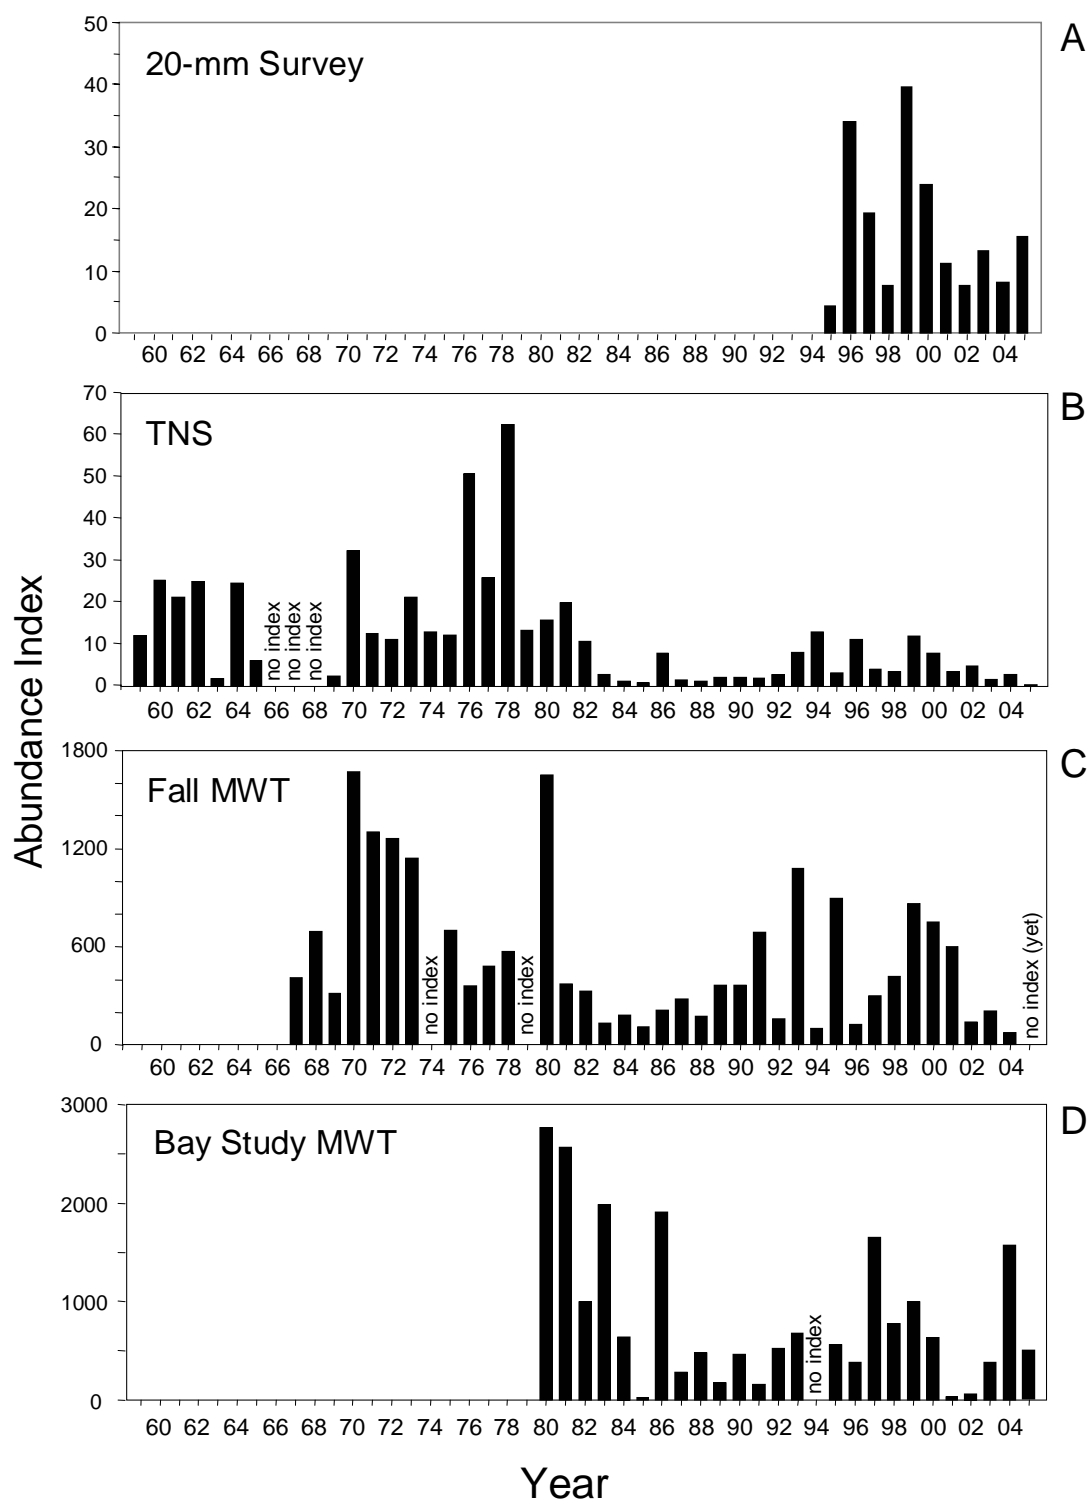 A
20-mm Survey
50
40
30
20
10
0
60 62 64 66 68 70 72 74 76 78 80 82 84 86 88 90 92 94 96 98 00 02 04
B
TNS
70
60
50
40
30
20
10
0
no index
no index
no index
60 62 64 66 68 70 72 74 76 78 80 82 84 86 88 90 92 94 96 98 00 02 04
Abundance Index
C
Fall MWT
1800
1200
600
0
no index
no index
no index (yet)
60 62 64 66 68 70 72 74 76 78 80 82 84 86 88 90 92 94 96 98 00 02 04
D
Bay Study MWT
3000
2000
1000
0
no index
60 62 64 66 68 70 72 74 76 78 80 82 84 86 88 90 92 94 96 98 00 02 04
Year